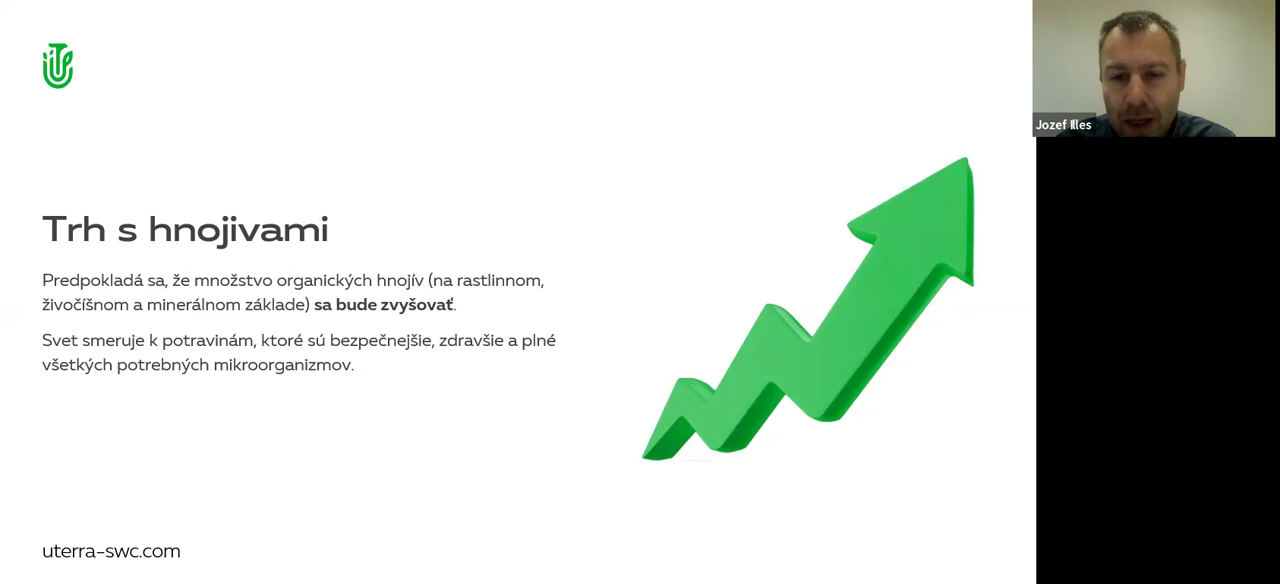 Trh s hnojivami
Predpokladá sa, že množstvo organických hnojív (na rastlinnom,
živočíšnom a minerálnom základe) sa bude zvyšovať.
Svet smeruje k potravinám, ktoré sú bezpečnejšie, zdravšie a plné
všetkých potrebných mikroorganizmov.
uterra-swc.com
Jozef Illes